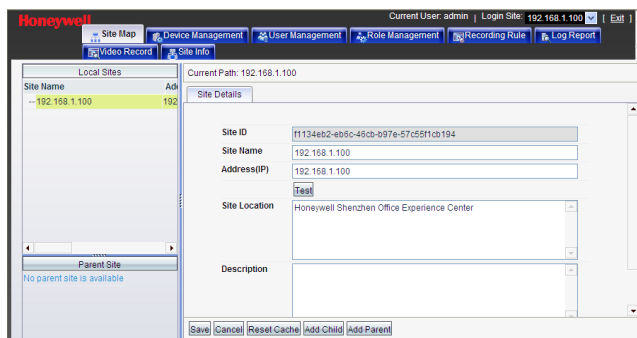 Honeywell
Current User: admin | Login Site: 192.168.1.100 [ Exit ]
Site Map Device Management User Management Role Management Recording Rule Log Report
Video Record Site Info
Local Sites
Site Name Add
192.168.1.100 192
Parent Site
No parent site is available
Current Path: 192.168.1.100
Site Details
Site ID f1134eb2-eb6c-46cb-b97e-57c55f1cb194
Site Name 192.168.1.100
Address(IP) 192.168.1.100
Test
Site Location Honeywell Shenzhen Office Experience Center
Description
Save Cancel Reset Cache Add Child Add Parent